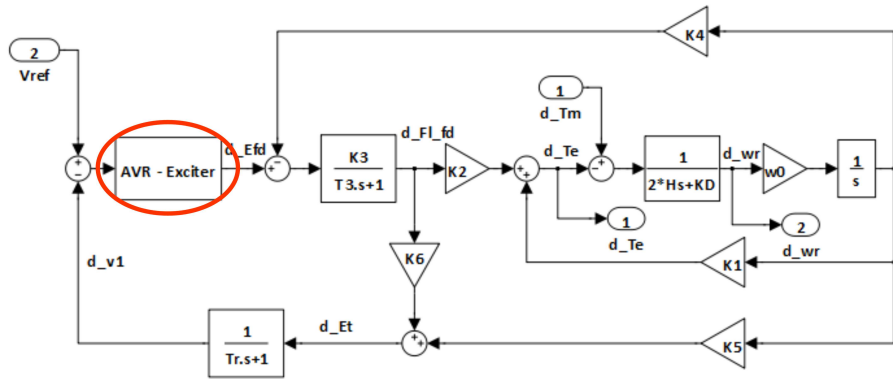 K4
2
Vref
1
d_Tm
d_Fl_fd
+
−
AVR - Exciter
d_Efd
−
+
K3
T3.s+1
K2
+
+
d_Te
+
−
1
2*Hs+KD
d_wr
w0
1
s
1
d_Te
2
d_wr
K6
K1
d_v1
1
Tr.s+1
d_Et
+
+
K5